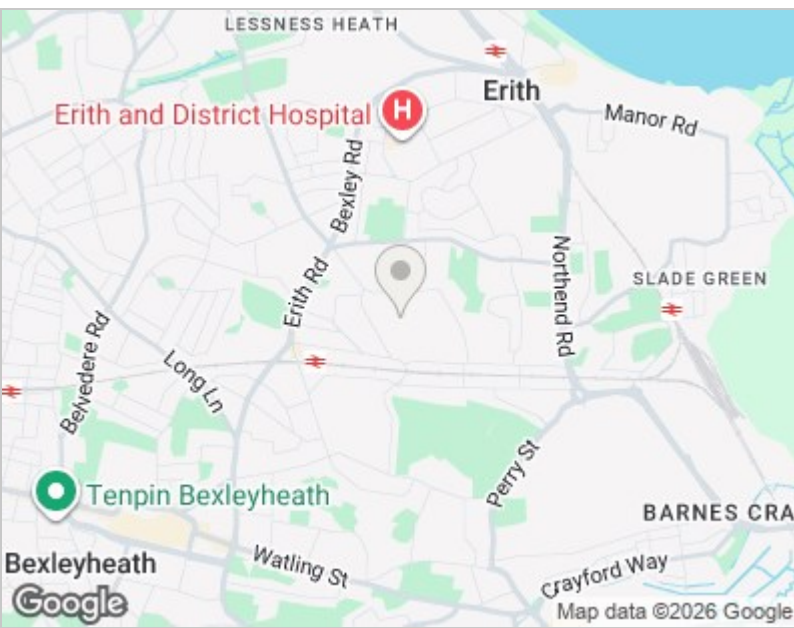 LESSNESS HEATH
Erith
Erith and District Hospital
H
Manor Rd
Bexley Rd
Erith Rd
Northend Rd
SLADE GREEN
Belvedere Rd
Long Ln
Perry St
Tenpin Bexleyheath
BARNES CRA
Bexleyheath
Watling St
Crayford Way
Google
Map data ©2026 Google